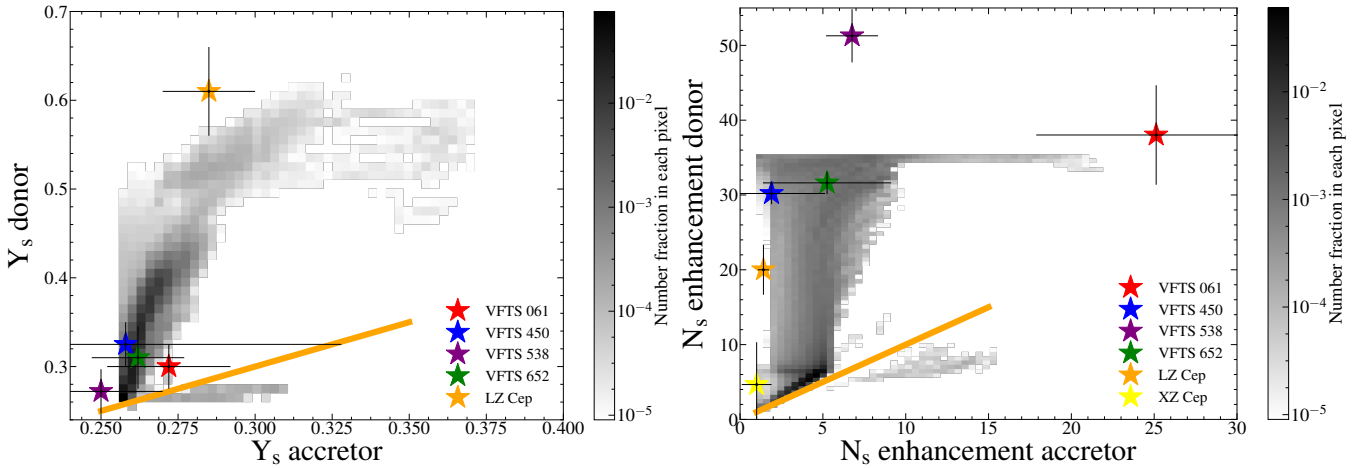 0.7
0.6
0.5
0.4
0.3
Y_s donor
0.250
0.275
0.300
0.325
0.350
0.375
0.400
Y_s accretor
VFTS 061
VFTS 450
VFTS 538
VFTS 652
LZ Cep
10^−2
10^−3
10^−4
10^−5
Number fraction in each pixel
50
40
30
20
10
0
N_s enhancement donor
0
5
10
15
20
25
30
N_s enhancement accretor
VFTS 061
VFTS 450
VFTS 538
VFTS 652
LZ Cep
XZ Cep
10^−2
10^−3
10^−4
10^−5
Number fraction in each pixel